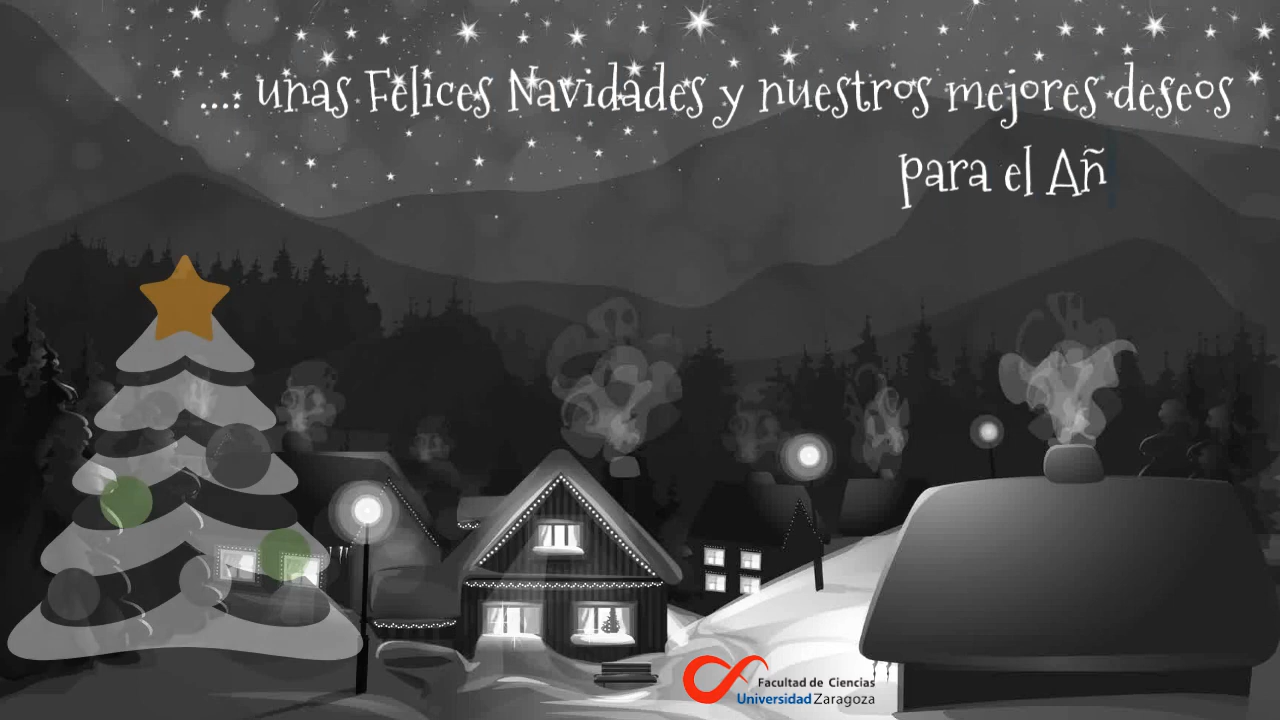 .... unas Felices Navidades y nuestros mejores deseos
para el Añ
Facultad de Ciencias
Universidad Zaragoza